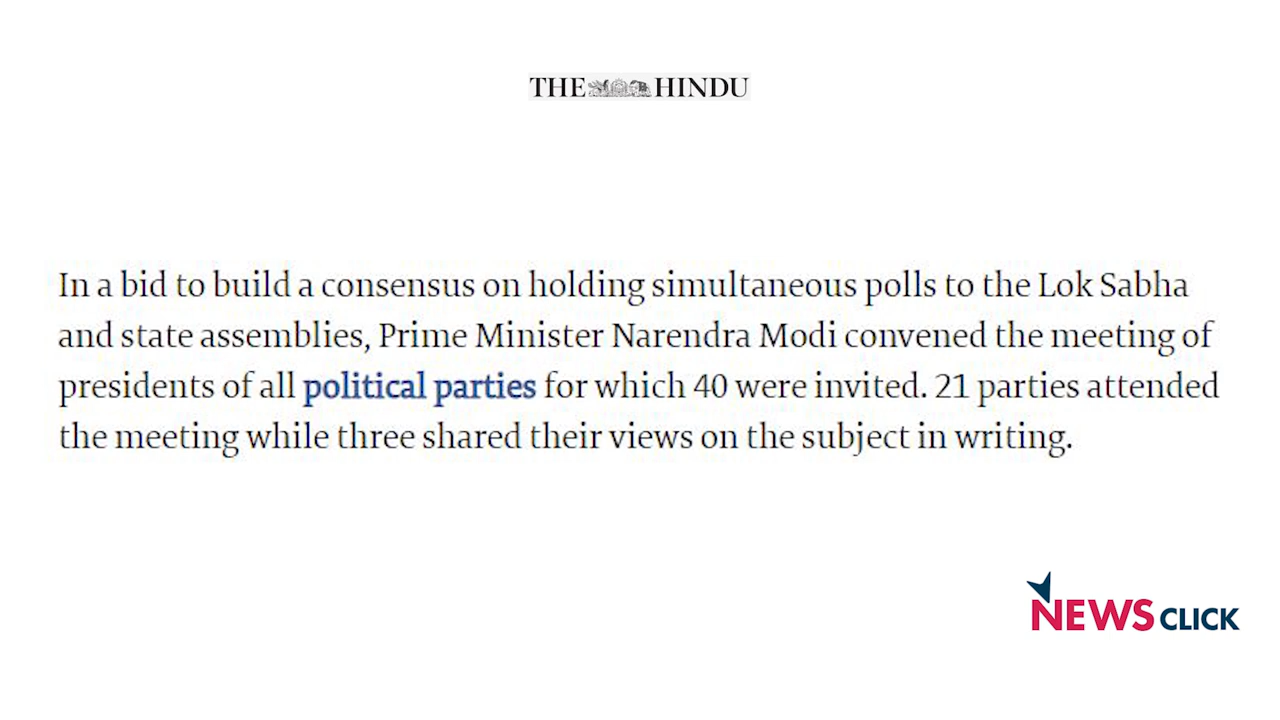 THE HINDU
In a bid to build a consensus on holding simultaneous polls to the Lok Sabha
and state assemblies, Prime Minister Narendra Modi convened the meeting of
presidents of all political parties for which 40 were invited. 21 parties attended
the meeting while three shared their views on the subject in writing.
NEWS CLICK